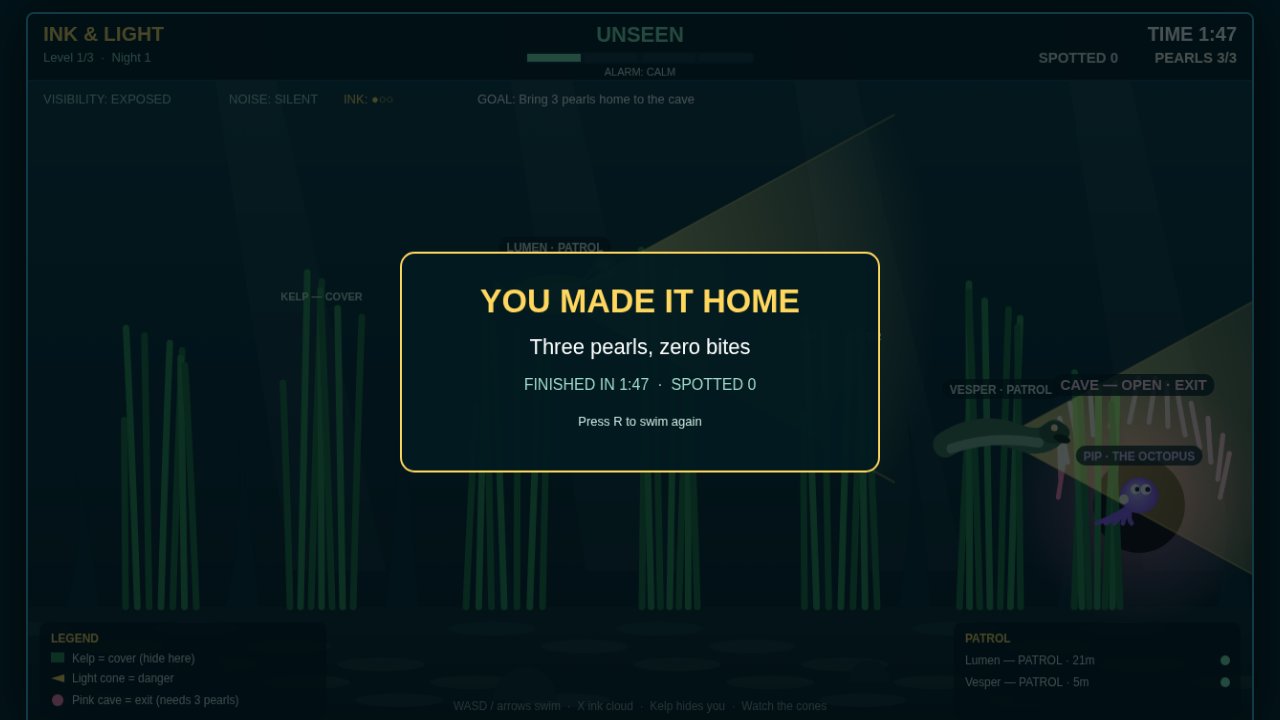 INK & LIGHT
Level 1/3 · Night 1
UNSEEN
ALARM: CALM
TIME 1:47
SPOTTED 0 PEARLS 3/3
VISIBILITY: EXPOSED NOISE: SILENT INK: ●○○ GOAL: Bring 3 pearls home to the cave
LUMEN · PATROL
KELP — COVER
YOU MADE IT HOME
Three pearls, zero bites
FINISHED IN 1:47 · SPOTTED 0
Press R to swim again
VESPER · PATROL
CAVE — OPEN · EXIT
PIP · THE OCTOPUS
LEGEND
Kelp = cover (hide here)
Light cone = danger
Pink cave = exit (needs 3 pearls)
WASD / arrows swim · X ink cloud · Kelp hides you · Watch the cones
PATROL
Lumen — PATROL · 21m
Vesper — PATROL · 5m